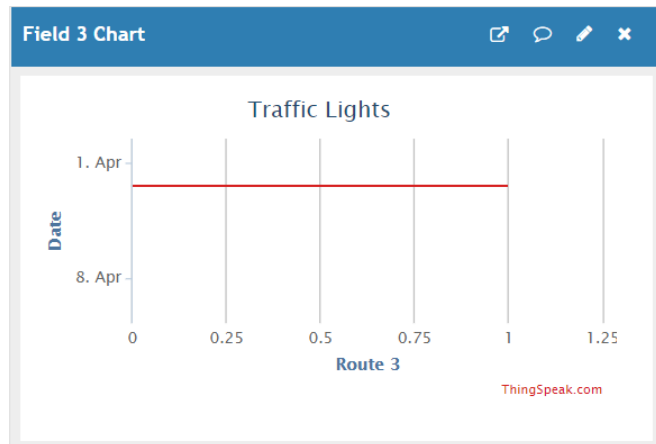 Field 3 Chart
Traffic Lights
1. Apr
Date
8. Apr
0 0.25 0.5 0.75 1 1.25
Route 3
ThingSpeak.com